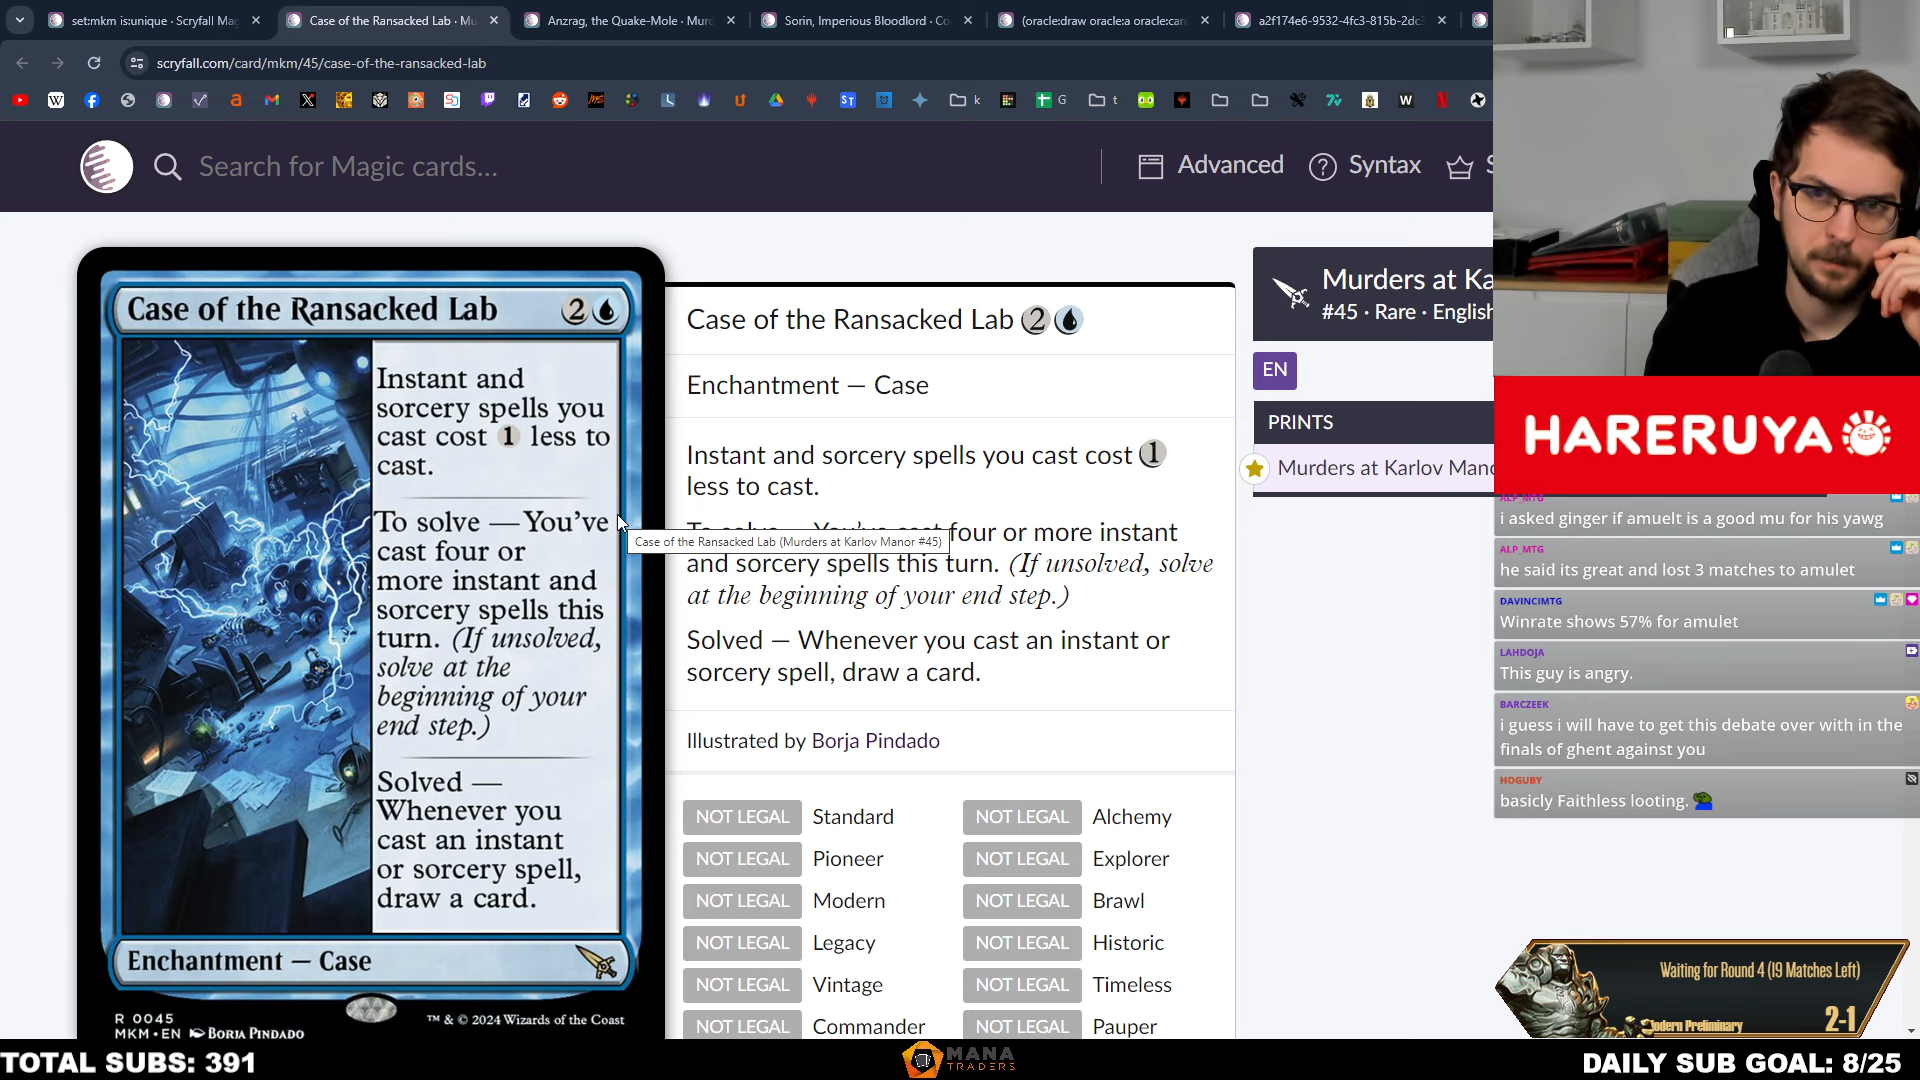 set:mkm is:unique · Scryfall Mag
Case of the Ransacked Lab · Mu
Anzrag, the Quake-Mole · Murd
Sorin, Imperious Bloodlord · Co
(oracle:draw oracle:a oracle:card
a2f174e6-9532-4fc3-815b-2dc3
scryfall.com/card/mkm/45/case-of-the-ransacked-lab
k
G
t
Search for Magic cards...
Advanced
Syntax
S
Case of the Ransacked Lab 2
Instant and
sorcery spells you
cast cost 1 less to
cast.
To solve — You've
cast four or
more instant and
sorcery spells this
turn. (If unsolved,
solve at the
beginning of your
end step.)
Solved —
Whenever you
cast an instant
or sorcery spell,
draw a card.
Enchantment — Case
R 0045
MKM • EN BORJA PINDADO
™ & © 2024 Wizards of the Coast
Case of the Ransacked Lab 2
Enchantment — Case
Instant and sorcery spells you cast cost 1
less to cast.
To solve — You've cast four or more instant
and sorcery spells this turn. (If unsolved, solve
at the beginning of your end step.)
Case of the Ransacked Lab (Murders at Karlov Manor #45)
Solved — Whenever you cast an instant or
sorcery spell, draw a card.
Illustrated by Borja Pindado
NOT LEGAL Standard NOT LEGAL Alchemy
NOT LEGAL Pioneer NOT LEGAL Explorer
NOT LEGAL Modern NOT LEGAL Brawl
NOT LEGAL Legacy NOT LEGAL Historic
NOT LEGAL Vintage NOT LEGAL Timeless
NOT LEGAL Commander NOT LEGAL Pauper
Murders at Ka
#45 · Rare · English
EN
PRINTS
Murders at Karlov Mano
HARERUYA
ALP_MTG
i asked ginger if amuelt is a good mu for his yawg
ALP_MTG
he said its great and lost 3 matches to amulet
DAVINCIMTG
Winrate shows 57% for amulet
LAHDOJA
This guy is angry.
BARCZEEK
i guess i will have to get this debate over with in the
finals of ghent against you
HOGUBY
basicly Faithless looting.
Waiting for Round 4 (19 Matches Left)
Modern Preliminary 2-1
TOTAL SUBS: 391
MANA
TRADERS
DAILY SUB GOAL: 8/25